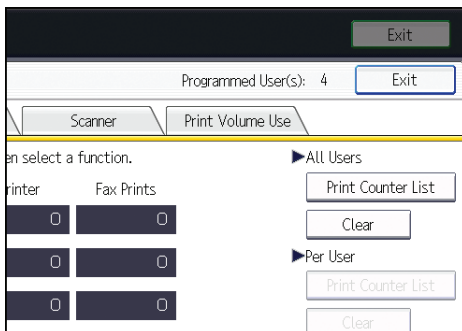 Exit
Programmed User(s): 4 Exit
Scanner Print Volume Use
en select a function. ▶All Users
rinter Fax Prints Print Counter List
0 0 Clear
0 0 ▶Per User
Print Counter List
0 0
Clear